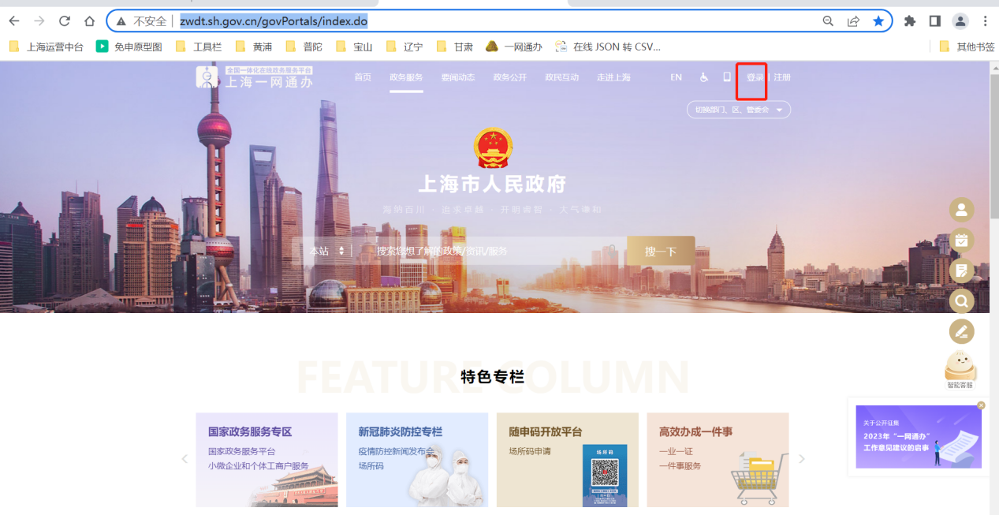 不安全 zwdt.sh.gov.cn/govPortals/index.do
上海运营中台 免申原型图 工具栏 黄浦 普陀 宝山 辽宁 甘肃 一网通办 在线 JSON 转 CSV... 其他书签
全国一体化在线政务服务平台
上海一网通办
首页 政务服务 要闻动态 政务公开 政民互动 走进上海 EN 登录 | 注册
切换部门、区、管委会
上海市人民政府
海纳百川 · 追求卓越 · 开明睿智 · 大气谦和
本站 搜索您想了解的政策/资讯/服务 搜一下
智能客服
FEATURE COLUMN
特色专栏
国家政务服务专区
国家政务服务平台
小微企业和个体工商户服务
新冠肺炎防控专栏
疫情防控新闻发布会
场所码
随申码开放平台
场所码申请
场所码
高效办成一件事
一业一证
一件事服务
关于公开征集
2023年“一网通办”
工作意见建议的启事